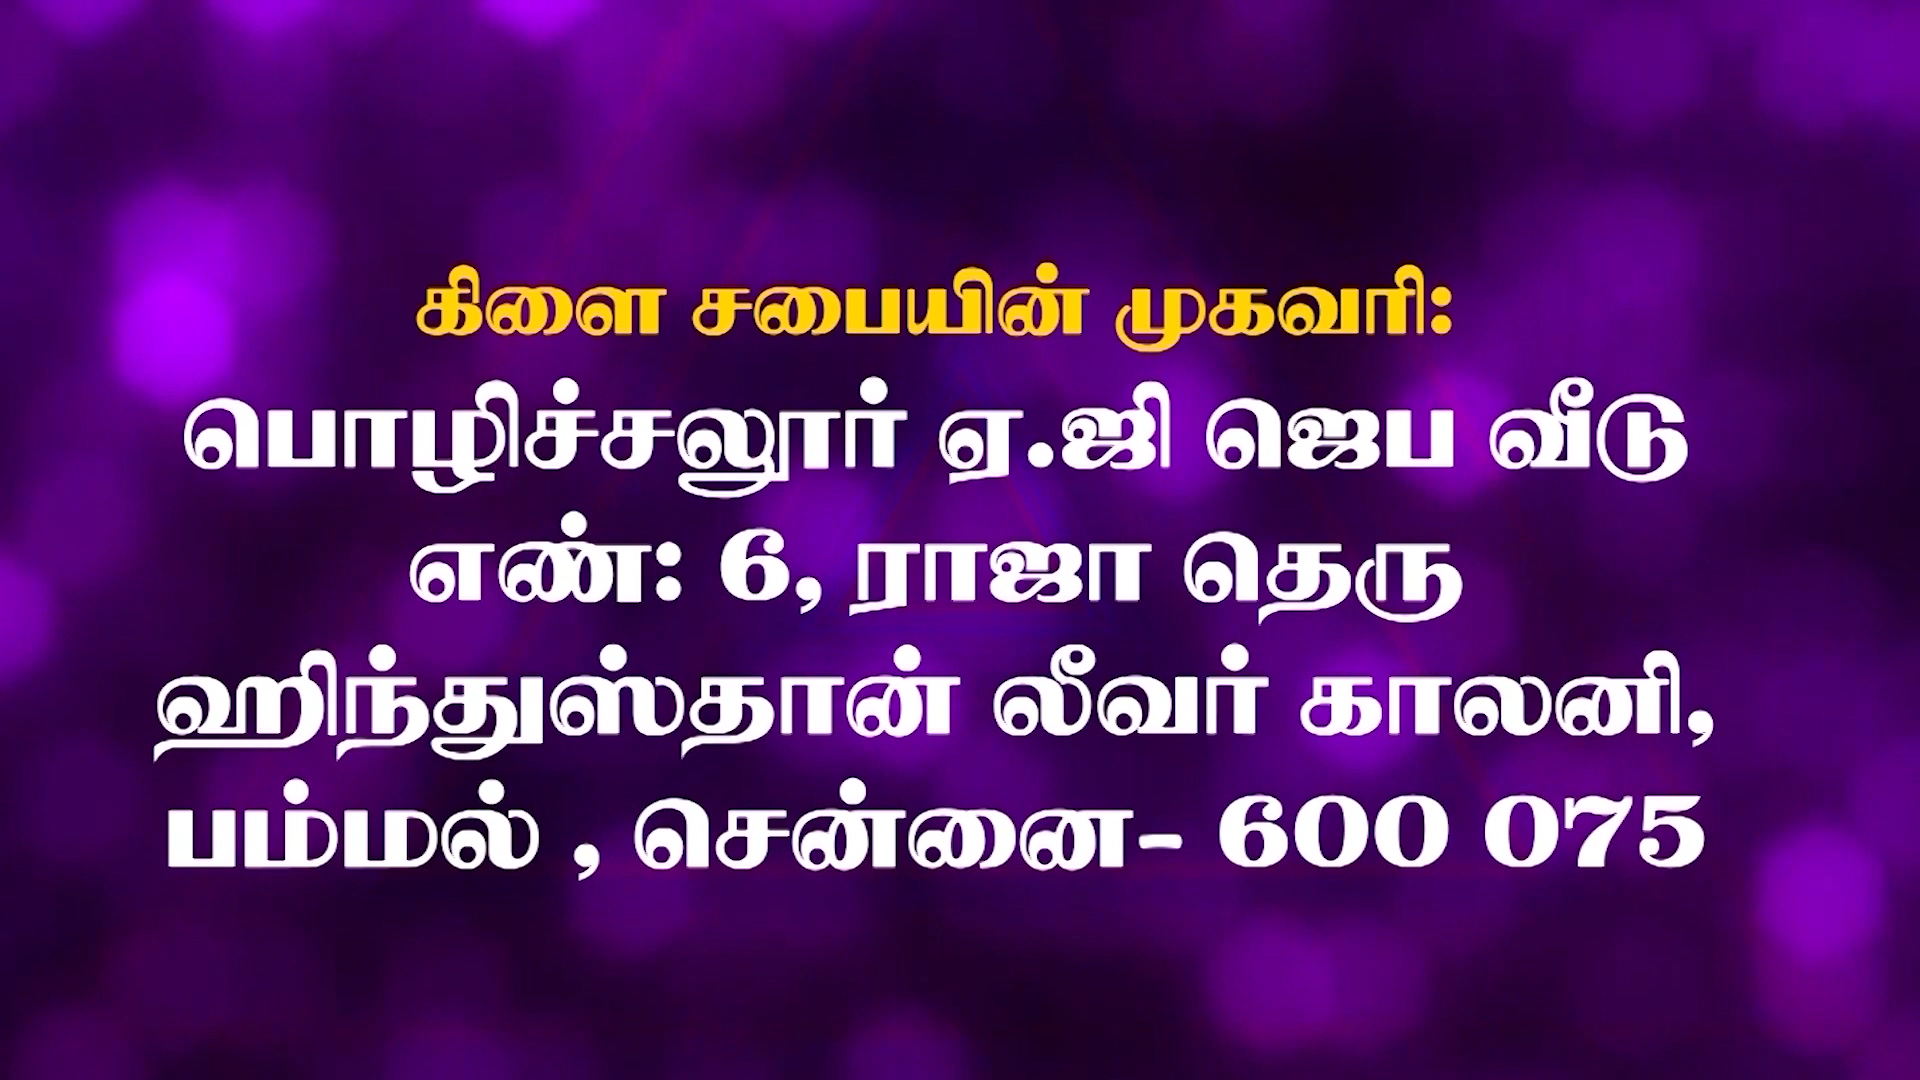 கிளை சபையின் முகவரி:
பொழிச்சலூர் ஏ.ஜி ஜெப வீடு
எண்: 6, ராஜா தெரு
ஹிந்துஸ்தான் லீவர் காலனி,
பம்மல் , சென்னை- 600 075